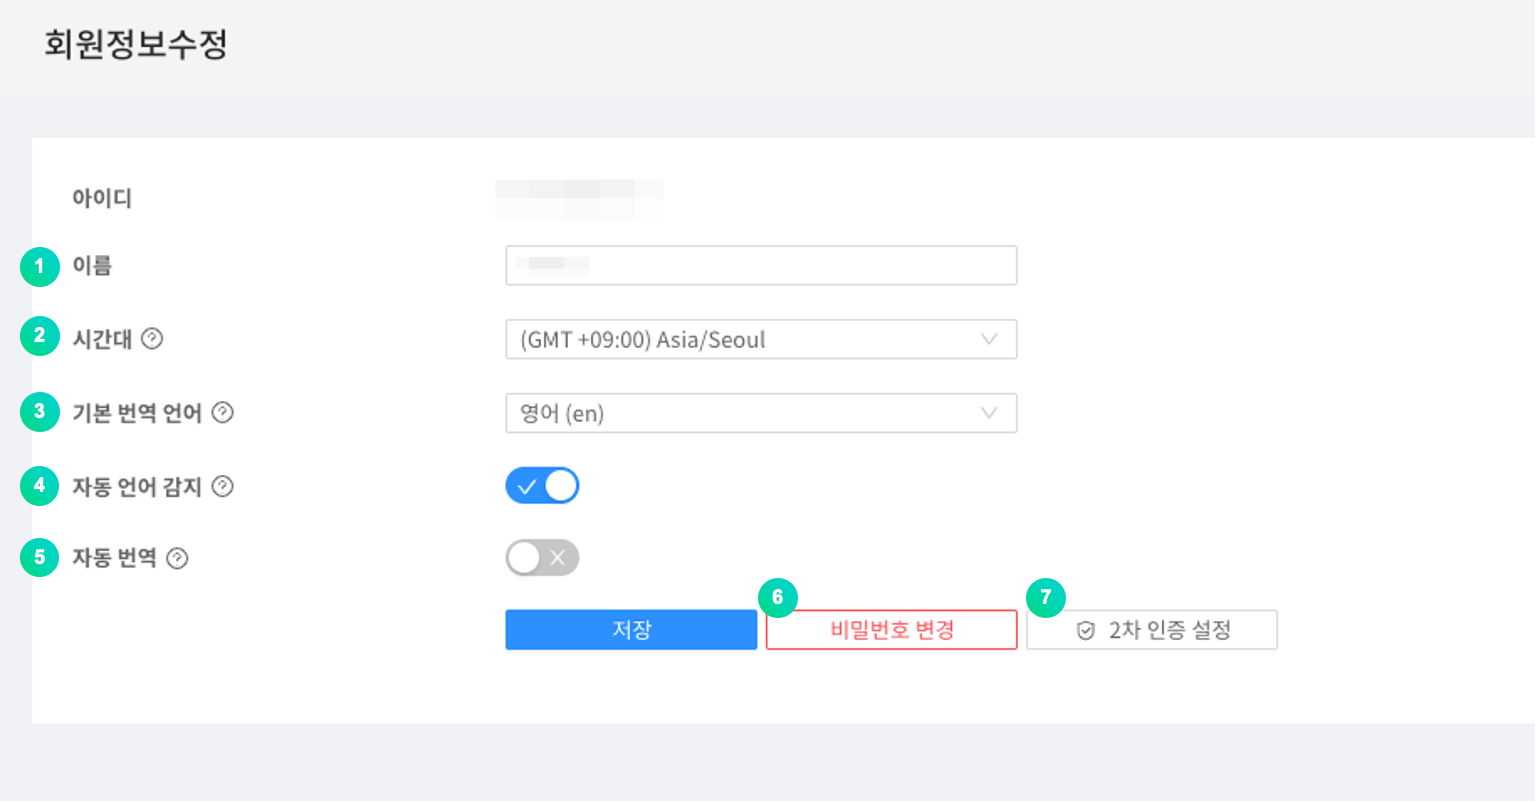 회원정보수정
아이디
1 이름
2 시간대 (GMT +09:00) Asia/Seoul
3 기본 번역 언어 영어 (en)
4 자동 언어 감지
5 자동 번역
6 7
저장 비밀번호 변경 2차 인증 설정